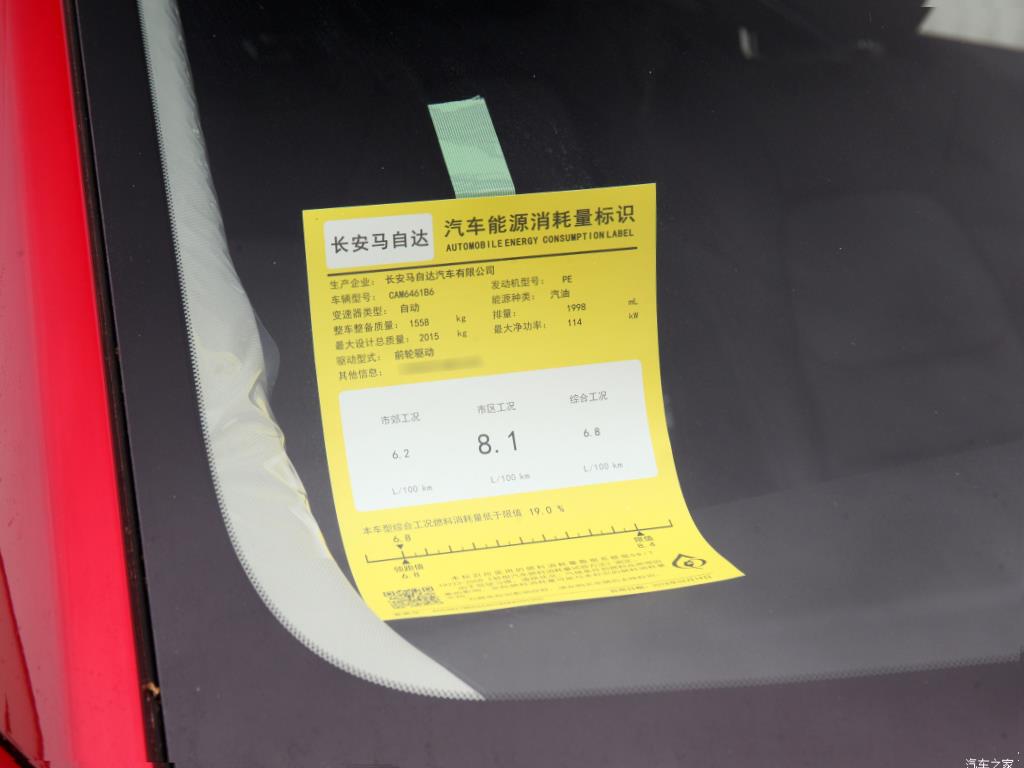 长安马自达
汽车能源消耗量标识
AUTOMOBILE ENERGY CONSUMPTION LABEL
生产企业： 长安马自达汽车有限公司
车辆型号： CAM6461B6 发动机型号： PE
变速器类型： 自动 能源种类： 汽油
整车整备质量： 1558 kg 排量： 1998 mL
最大设计总质量： 2015 kg 最大净功率： 114 kW
驱动型式： 前轮驱动
其他信息：
市郊工况 市区工况 综合工况
6.2 8.1 6.8
L/100 km L/100 km L/100 km
本车型综合工况燃料消耗量低于限值 19.0 %
6.8
领跑值 限值
6.8 8.4
汽车之家